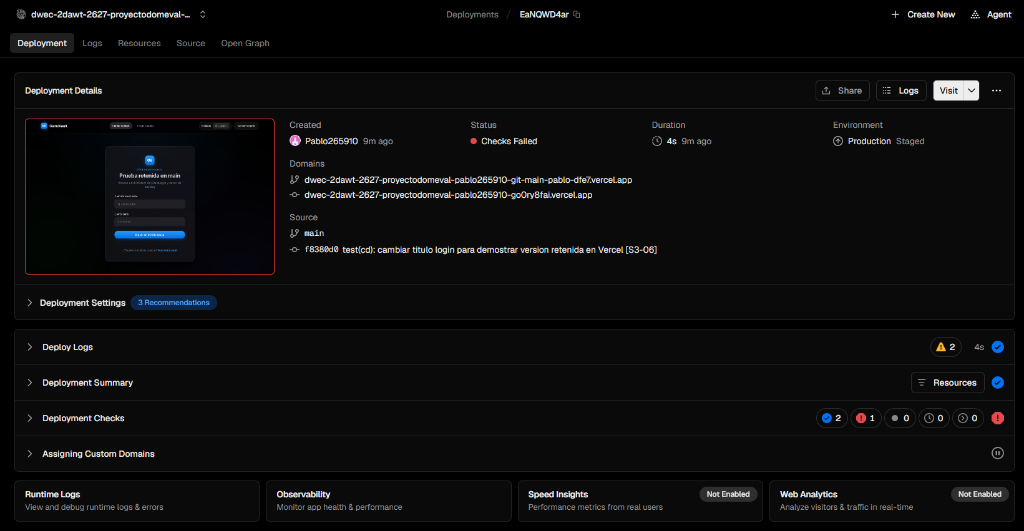 dwec-2dawt-2627-proyectodomeval-...
Deployments / EaNQWD4ar
Create New
Agent
Deployment Logs Resources Source Open Graph
Deployment Details
Share
Logs
Visit
Prueba retenida en main
Created
Pablo265910 9m ago
Status
Checks Failed
Duration
4s 9m ago
Environment
Production Staged
Domains
dwec-2dawt-2627-proyectodomeval-pablo265910-git-main-pablo-dfe7.vercel.app
dwec-2dawt-2627-proyectodomeval-pablo265910-go0ry8fai.vercel.app
Source
main
f8380d0 test(cd): cambiar titulo login para demostrar version retenida en Vercel [S3-06]
Deployment Settings 3 Recommendations
Deploy Logs 2 4s
Deployment Summary Resources
Deployment Checks 2 1 0 0 0
Assigning Custom Domains
Runtime Logs
View and debug runtime logs & errors
Observability
Monitor app health & performance
Speed Insights Not Enabled
Performance metrics from real users
Web Analytics Not Enabled
Analyze visitors & traffic in real-time